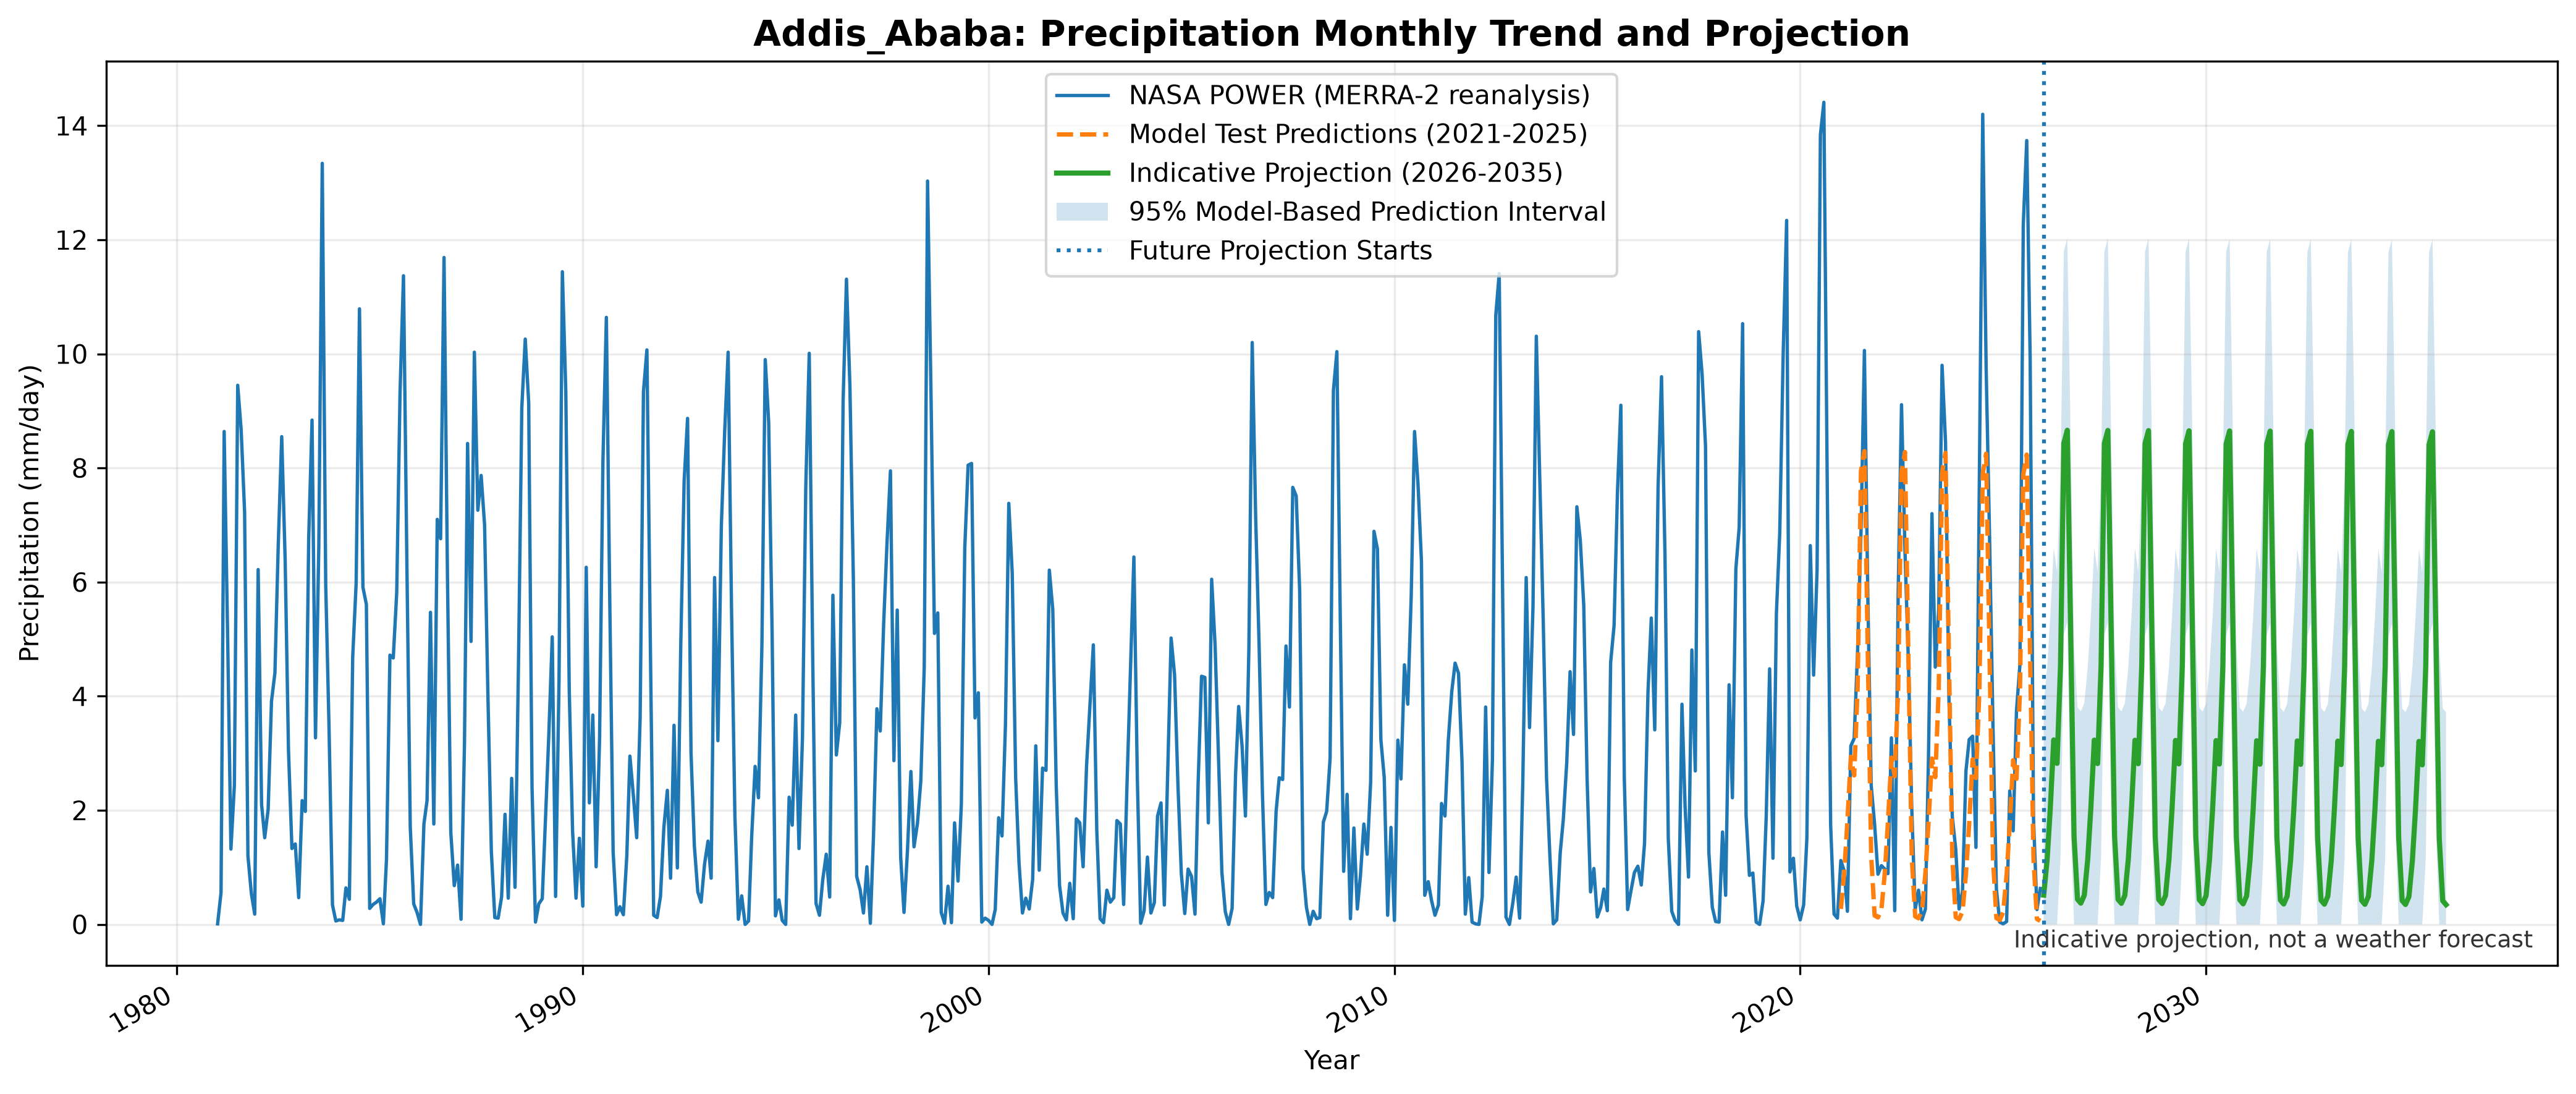 Addis_Ababa: Precipitation Monthly Trend and Projection
NASA POWER (MERRA-2 reanalysis)
Model Test Predictions (2021-2025)
Indicative Projection (2026-2035)
95% Model-Based Prediction Interval
Future Projection Starts
Precipitation (mm/day)
14
12
10
8
6
4
2
0
Indicative projection, not a weather forecast
1980
1990
2000
2010
2020
2030
Year